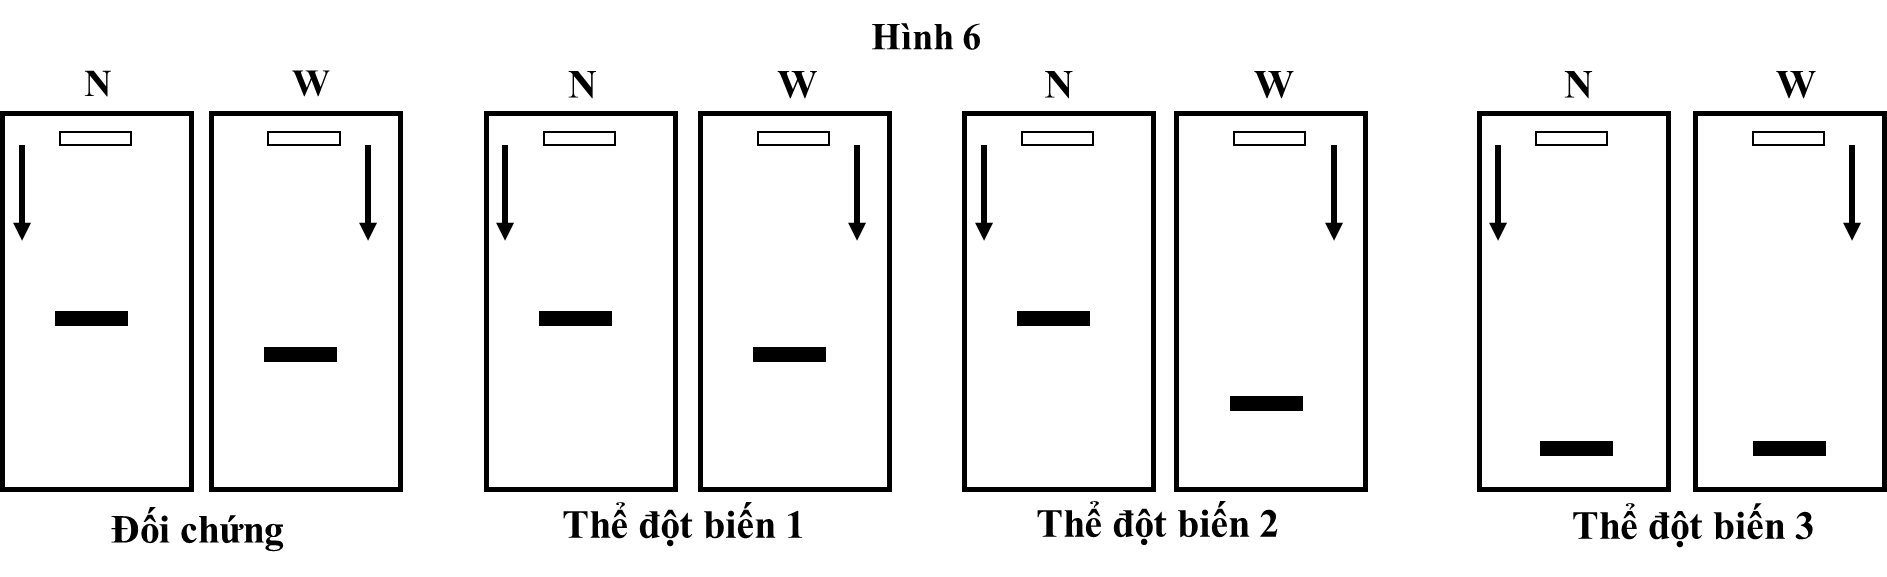 Hình 6
N W N W N W N W
Đối chứng Thể đột biến 1 Thể đột biến 2 Thể đột biến 3